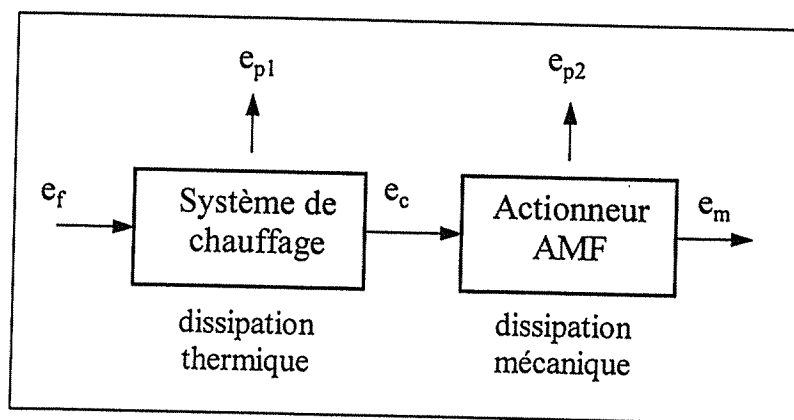 e_p1
e_p2
e_f
Système de
chauffage
e_c
Actionneur
AMF
e_m
dissipation
thermique
dissipation
mécanique